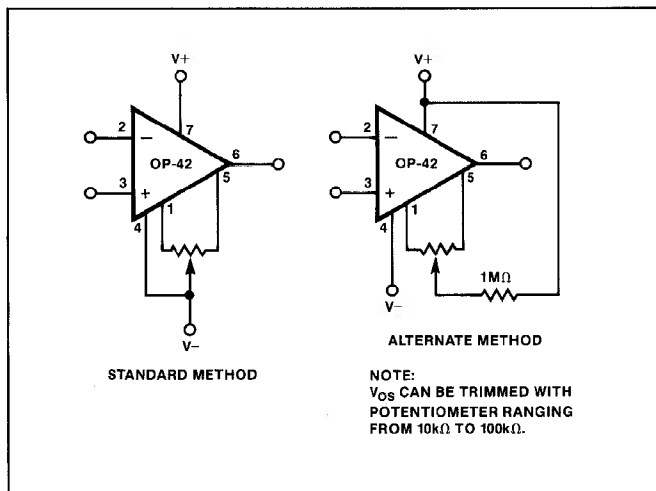 V+
2
−
7
OP-42
6
3
+
5
4
1
V−
STANDARD METHOD
V+
2
−
7
OP-42
6
3
+
5
4
1
1MΩ
V−
ALTERNATE METHOD
NOTE:
VOS CAN BE TRIMMED WITH
POTENTIOMETER RANGING
FROM 10kΩ TO 100kΩ.